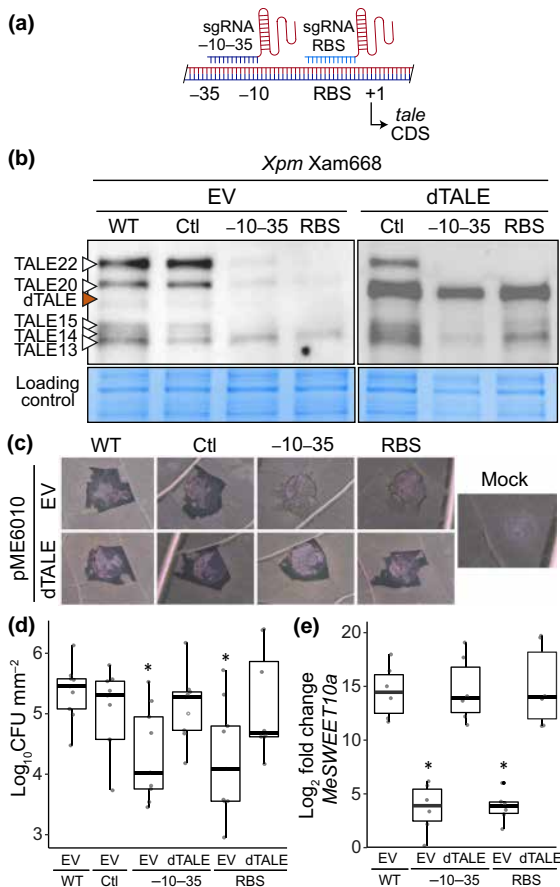 (a)
sgRNA
–10–35
sgRNA
RBS
–35 –10 RBS +1
tale
CDS
(b)
Xpm Xam668
EV dTALE
WT Ctl –10–35 RBS Ctl –10–35 RBS
TALE22
TALE20
dTALE
TALE15
TALE14
TALE13
Loading
control
(c)
WT Ctl –10–35 RBS
Mock
pME6010
EV
dTALE
(d)
Log10CFU mm–2
6
5
4
3
* *
EV EV EV dTALE EV dTALE
WT Ctl –10–35 RBS
(e)
Log2 fold change
MeSWEET10a
20
15
10
5
0
* *
EV EV dTALE EV dTALE
WT –10–35 RBS